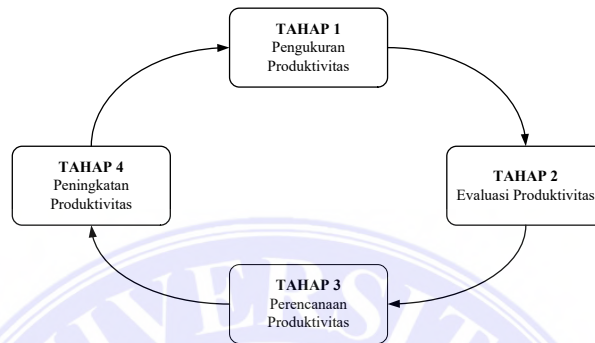 TAHAP 1
Pengukuran
Produktivitas
TAHAP 2
Evaluasi Produktivitas
TAHAP 3
Perencanaan
Produktivitas
TAHAP 4
Peningkatan
Produktivitas